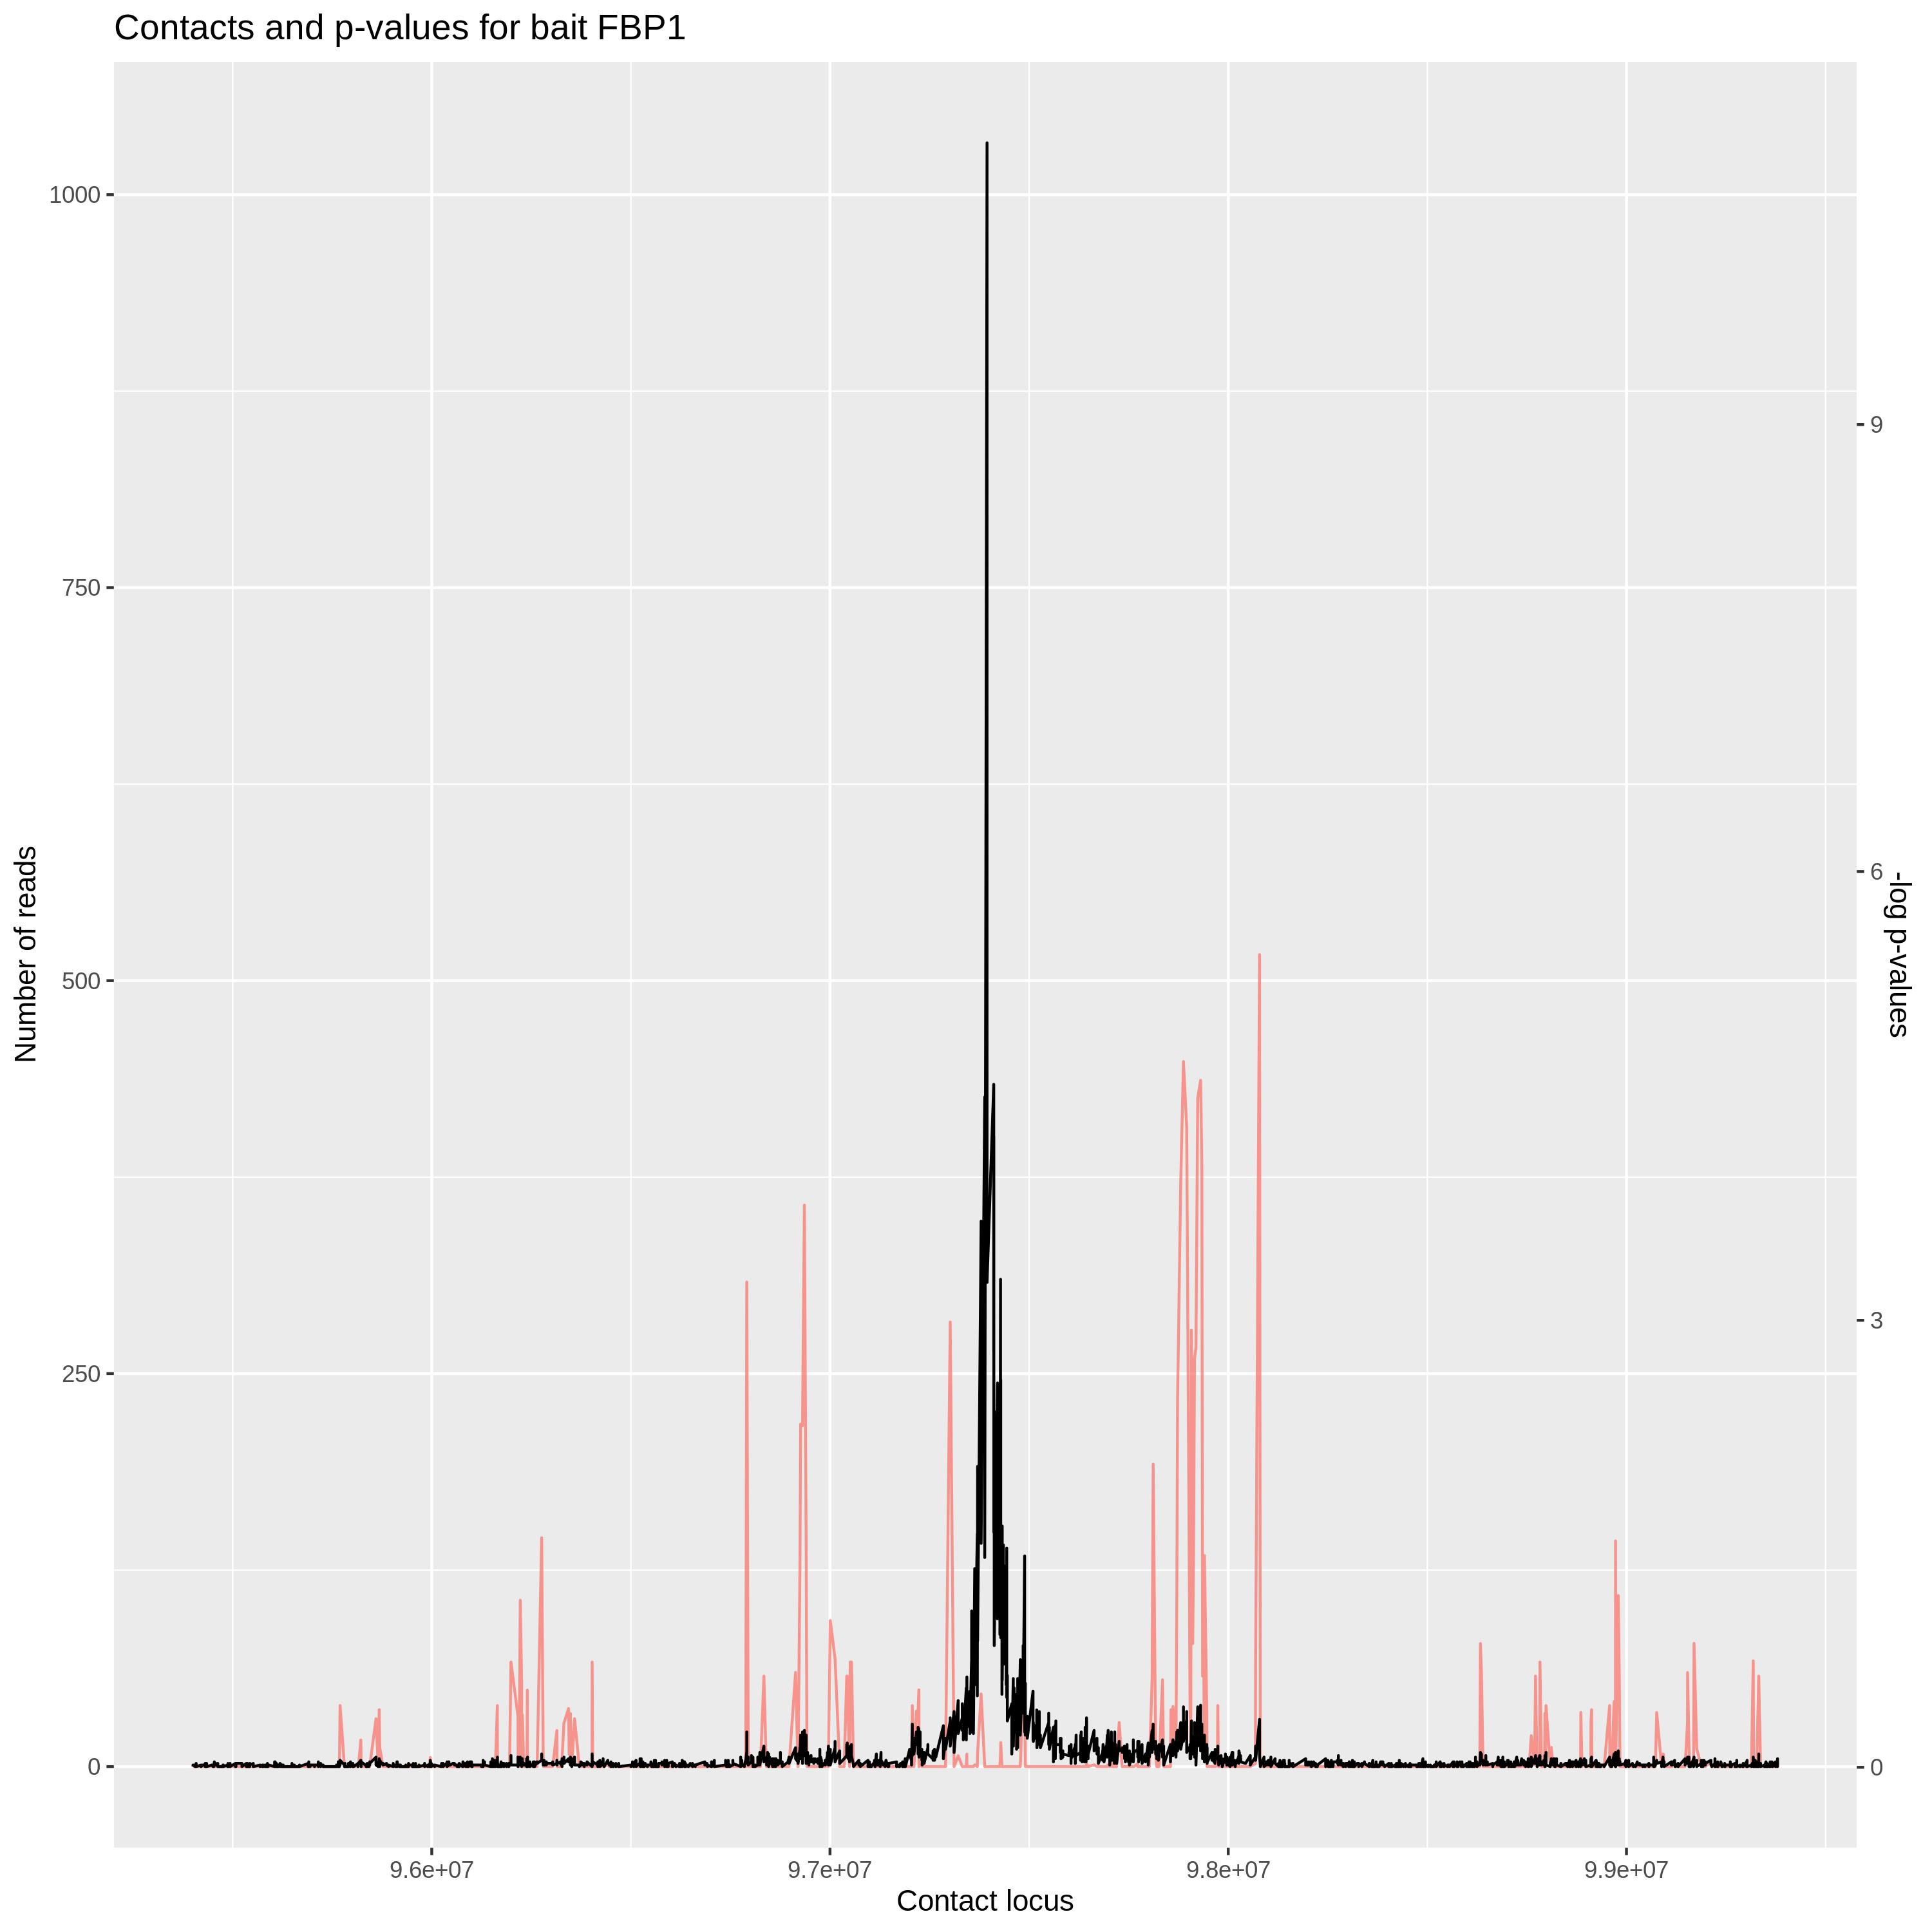 Contacts and p-values for bait FBP1
1000
750
500
250
0
Number of reads
9
6
3
0
-log p-values
9.6e+07
9.7e+07
9.8e+07
9.9e+07
Contact locus